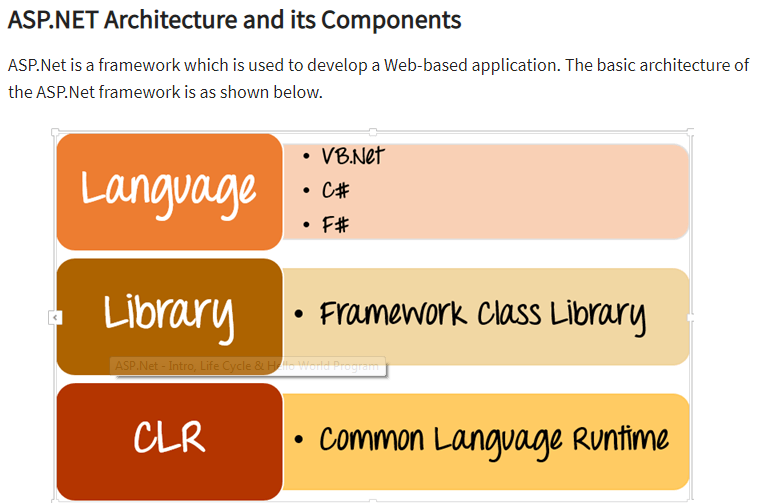 ASP.NET Architecture and its Components
ASP.Net is a framework which is used to develop a Web-based application. The basic architecture of
the ASP.Net framework is as shown below.
Language
• VB.Net
• C#
• F#
Library
• Framework Class Library
ASP.Net - Intro, Life Cycle & Hello World Program
CLR
• Common Language Runtime